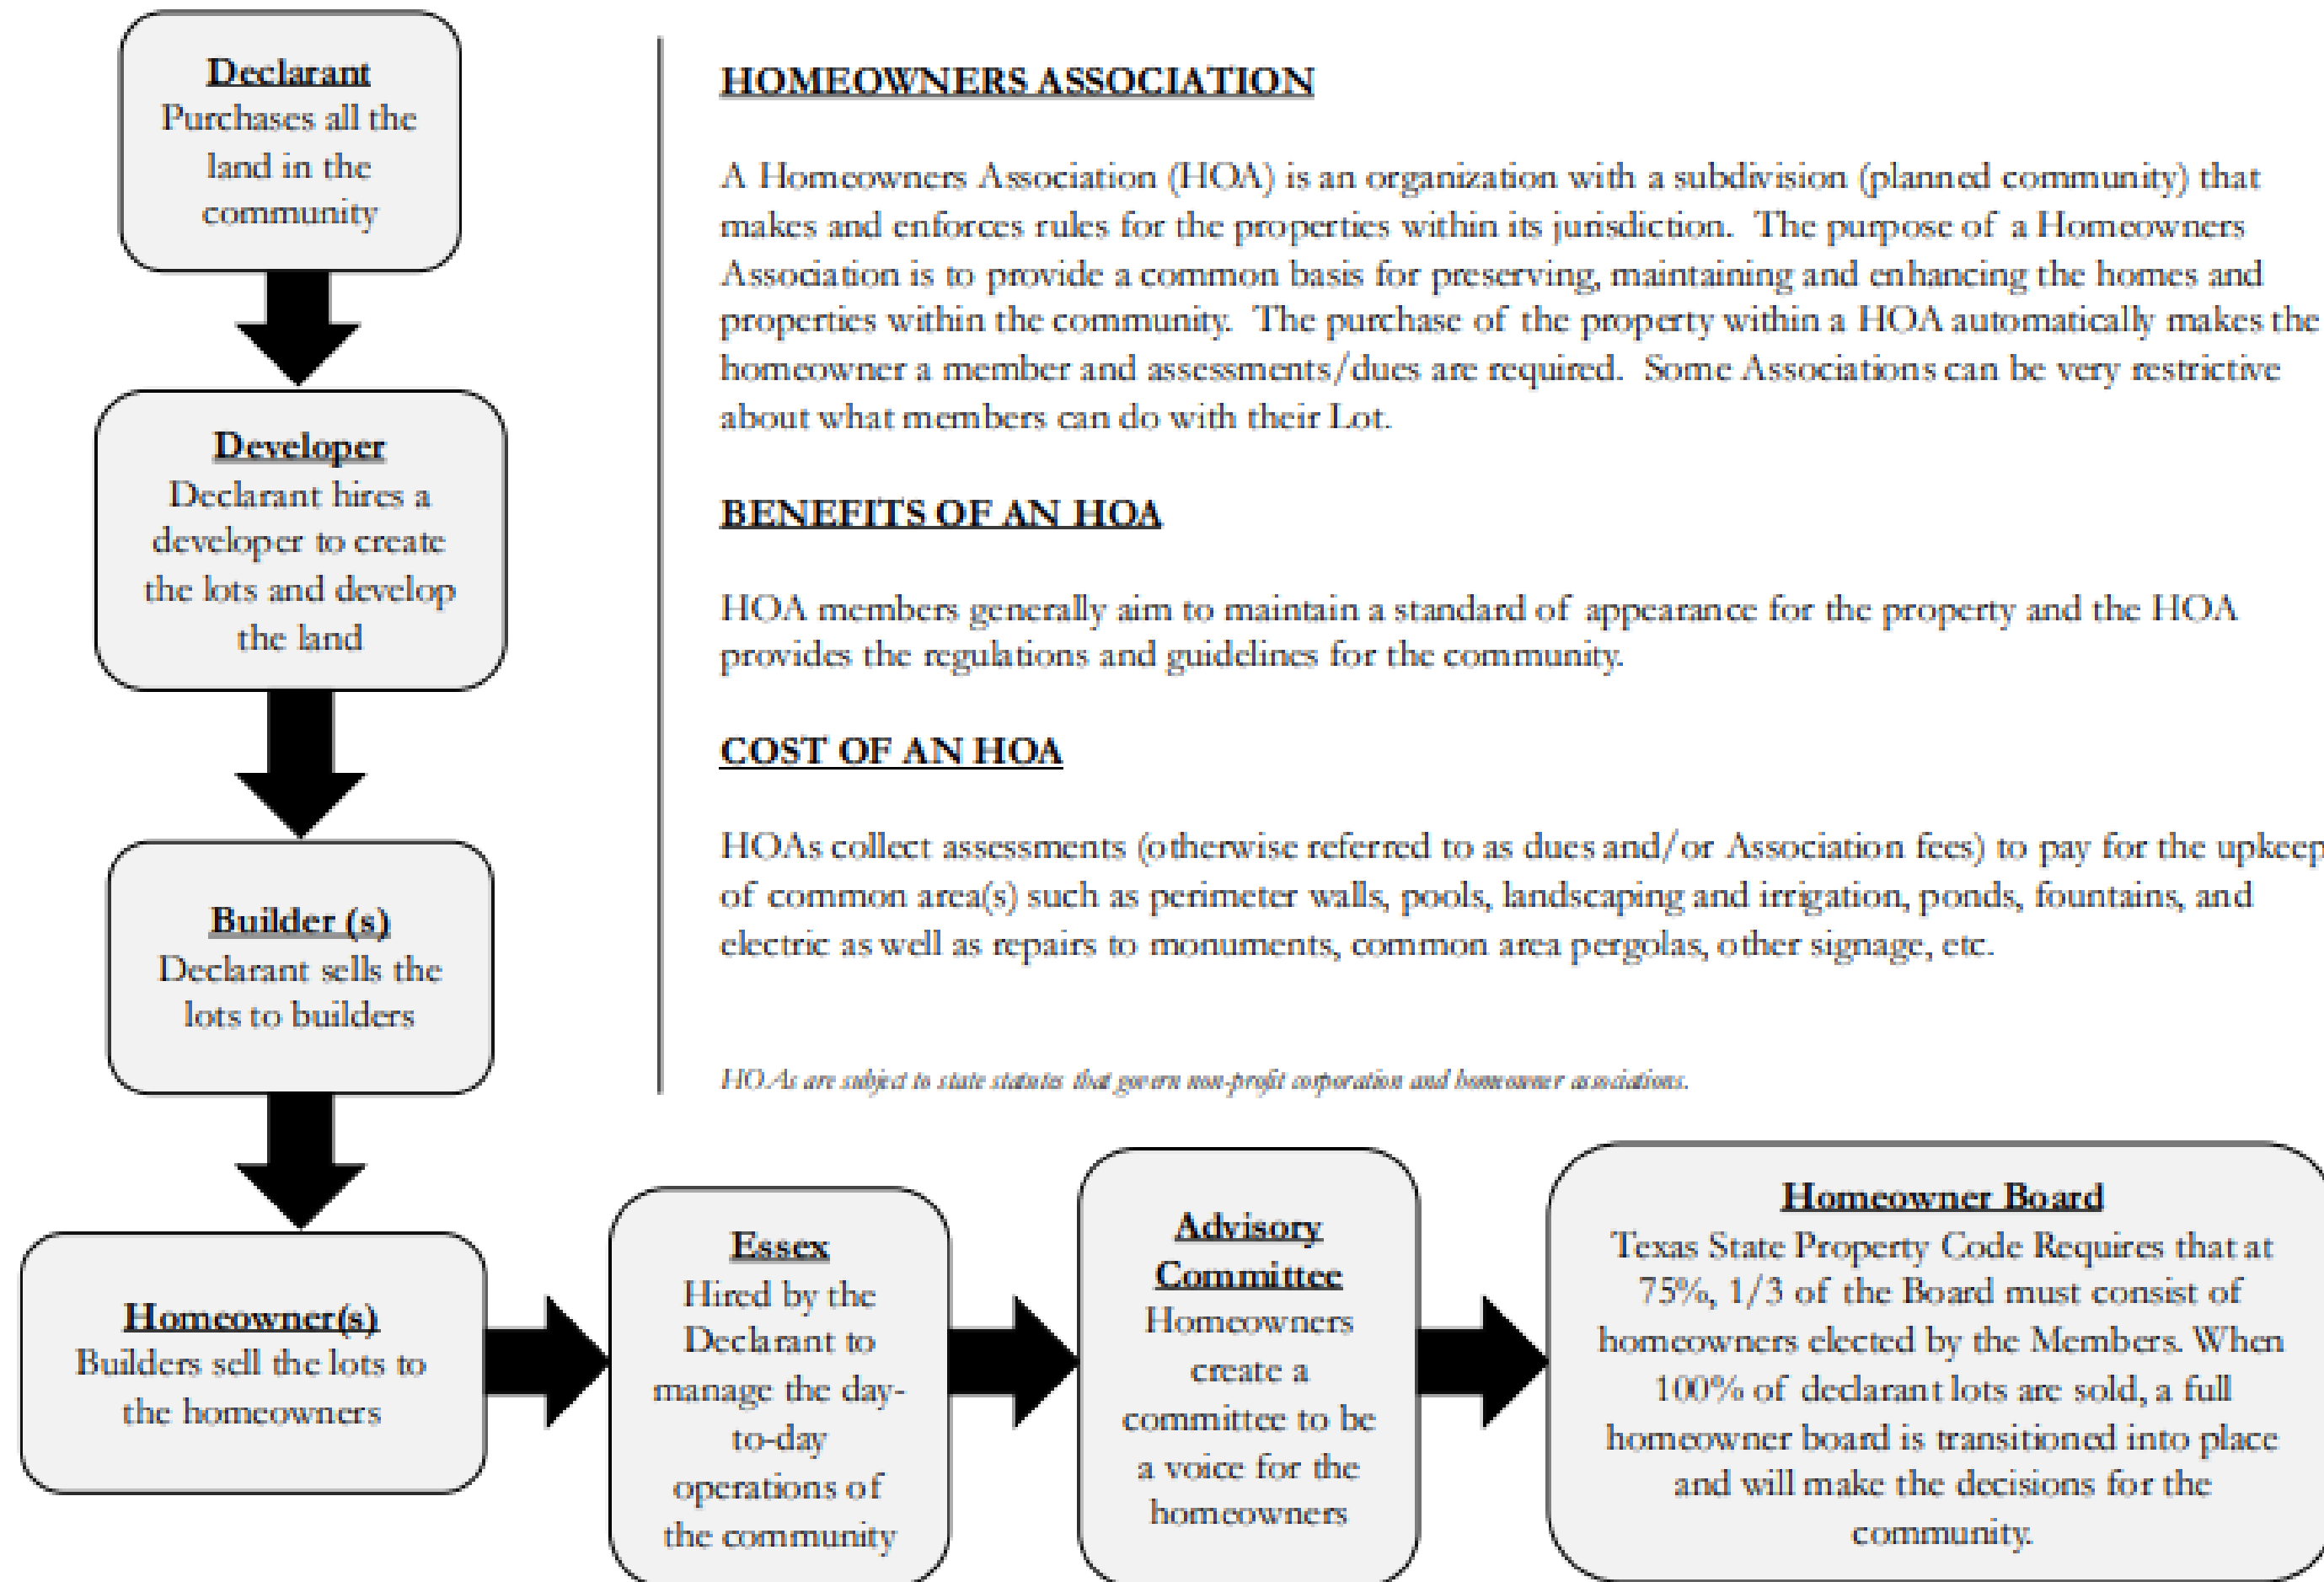 Declarant
Purchases all the
land in the
community
Developer
Declarant hires a
developer to create
the lots and develop
the land
Builder (s)
Declarant sells the
lots to builders
Homeowner(s)
Builders sell the lots to
the homeowners
HOMEOWNERS ASSOCIATION
A Homeowners Association (HOA) is an organization with a subdivision (planned community) that
makes and enforces rules for the properties within its jurisdiction. The purpose of a Homeowners
Association is to provide a common basis for preserving, maintaining and enhancing the homes and
properties within the community. The purchase of the property within a HOA automatically makes the
homeowner a member and assessments/dues are required. Some Associations can be very restrictive
about what members can do with their Lot.
BENEFITS OF AN HOA
HOA members generally aim to maintain a standard of appearance for the property and the HOA
provides the regulations and guidelines for the community.
COST OF AN HOA
HOAs collect assessments (otherwise referred to as dues and/or Association fees) to pay for the upkeep
of common area(s) such as perimeter walls, pools, landscaping and irrigation, ponds, fountains, and
electric as well as repairs to monuments, common area pergolas, other signage, etc.
HOAs are subject to state statutes that govern non-profit corporation and homeowner associations.
Essex
Hired by the
Declarant to
manage the day-
to-day
operations of
the community
Advisory
Committee
Homeowners
create a
committee to be
a voice for the
homeowners
Homeowner Board
Texas State Property Code Requires that at
75%, 1/3 of the Board must consist of
homeowners elected by the Members. When
100% of declarant lots are sold, a full
homeowner board is transitioned into place
and will make the decisions for the
community.